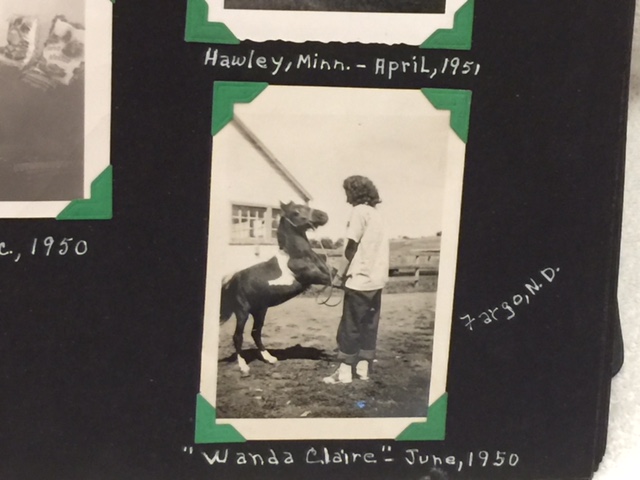 Hawley, Minn. - April, 1951
c., 1950
Fargo, N.D.
"Wanda Claire" - June, 1950